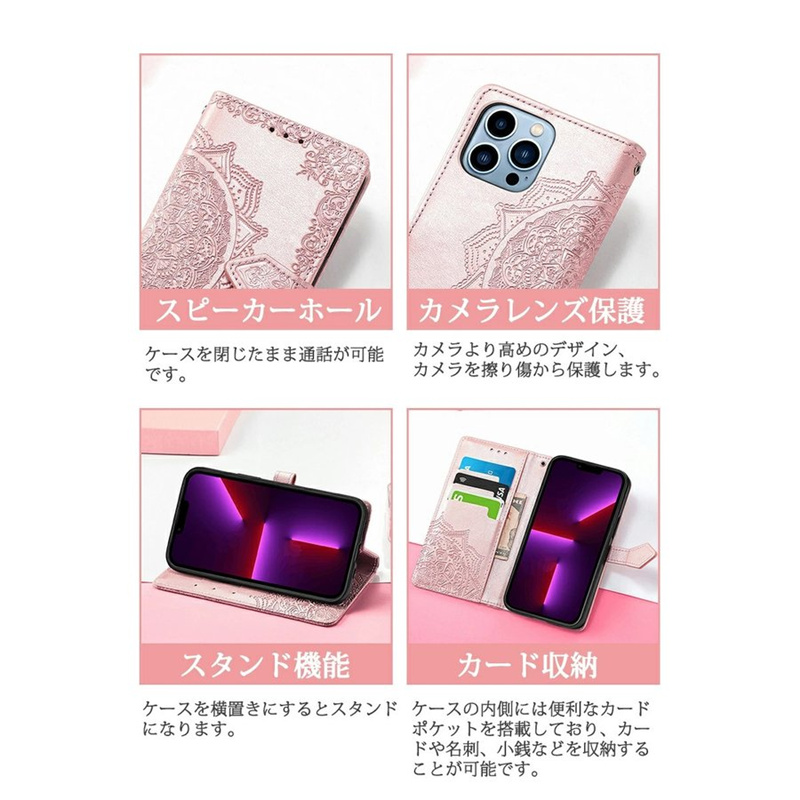 スピーカーホール
ケースを閉じたまま通話が可能
です。
カメラレンズ保護
カメラより高めのデザイン、
カメラを擦り傷から保護します。
スタンド機能
ケースを横置きにするとスタンド
になります。
カード収納
ケースの内側には便利なカード
ポケットを搭載しており、カー
ドや名刺、小銭などを収納する
ことが可能です。